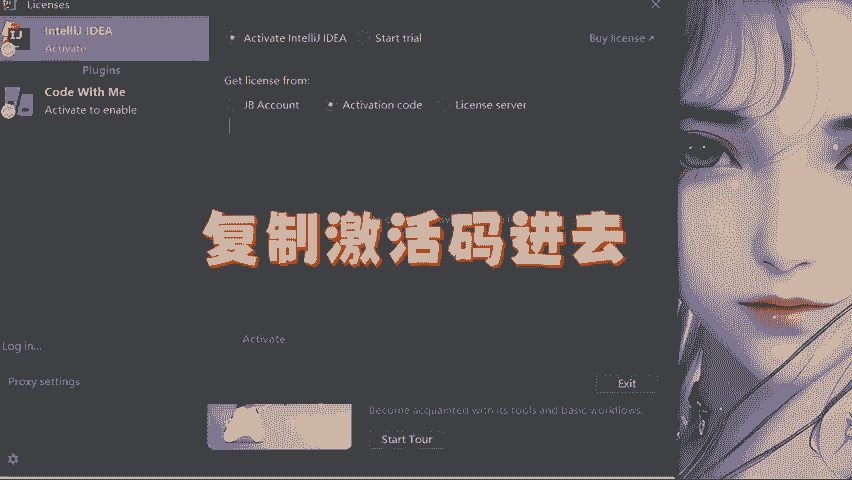 Licenses
IntelliJ IDEA
Activate
Plugins
Code With Me
Activate to enable
Log in...
Proxy settings
Activate IntelliJ IDEA Start trial Buy license ↗
Get license from:
JB Account Activation code License server
复制激活码进去
Activate
Exit
Become acquainted with its tools and basic workflows.
Start Tour